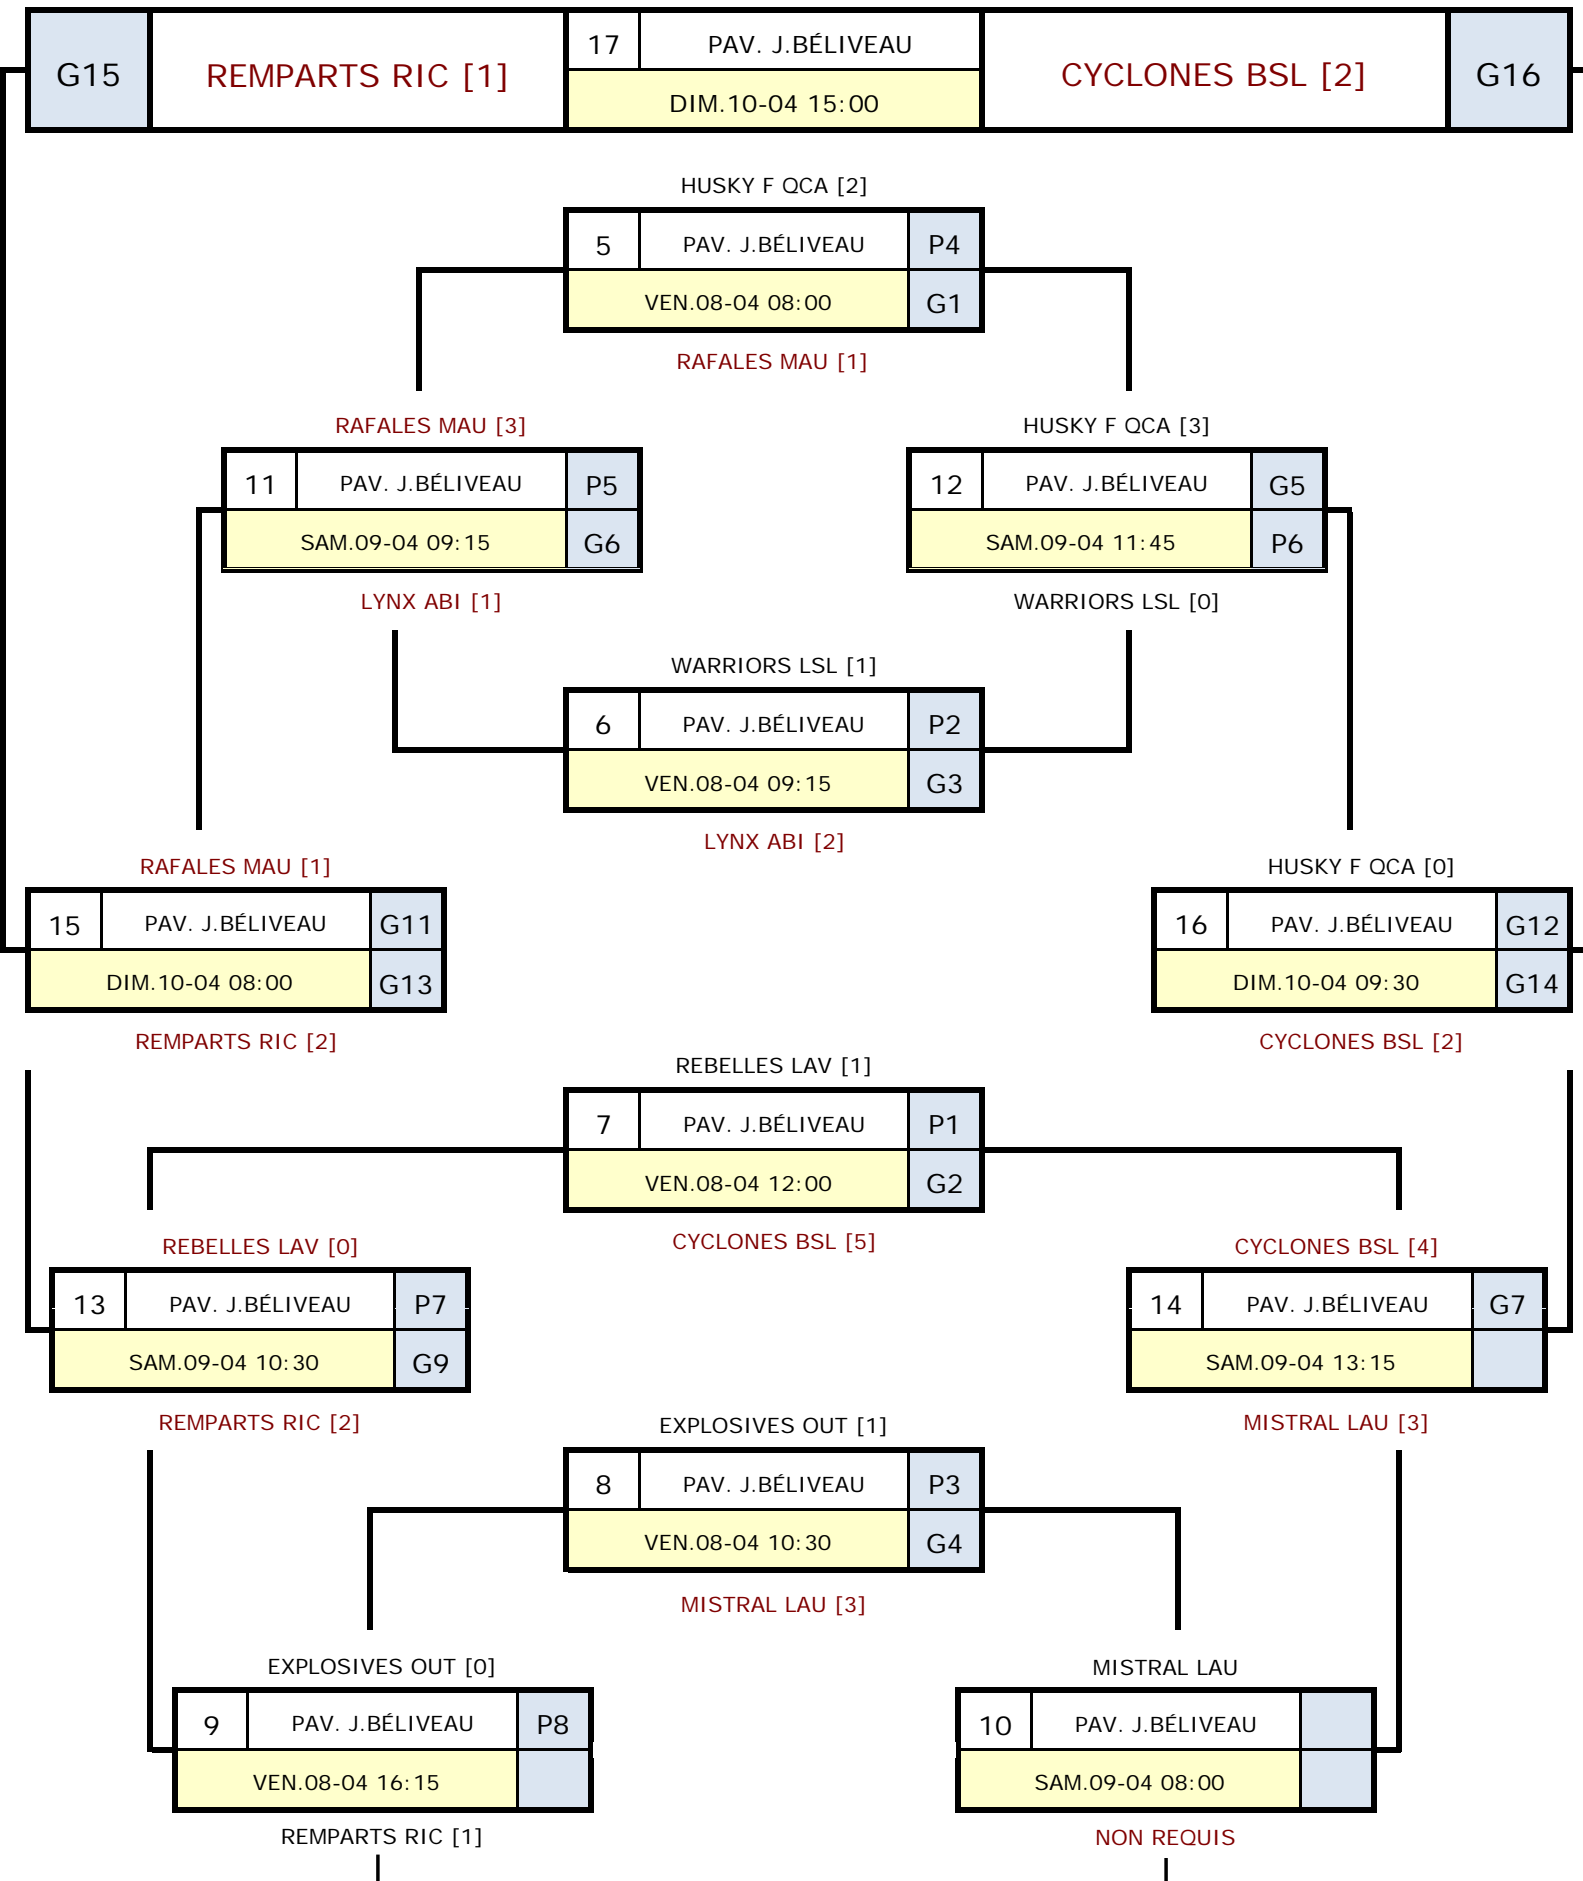 G15 REMPARTS RIC [1] 17 PAV. J.BÉLIVEAU CYCLONES BSL [2] G16
DIM.10-04 15:00
HUSKY F QCA [2]
5 PAV. J.BÉLIVEAU P4
VEN.08-04 08:00 G1
RAFALES MAU [1]
RAFALES MAU [3] HUSKY F QCA [3]
11 PAV. J.BÉLIVEAU P5 12 PAV. J.BÉLIVEAU G5
SAM.09-04 09:15 G6 SAM.09-04 11:45 P6
LYNX ABI [1] WARRIORS LSL [0]
WARRIORS LSL [1]
6 PAV. J.BÉLIVEAU P2
VEN.08-04 09:15 G3
LYNX ABI [2]
RAFALES MAU [1] HUSKY F QCA [0]
15 PAV. J.BÉLIVEAU G11 16 PAV. J.BÉLIVEAU G12
DIM.10-04 08:00 G13 DIM.10-04 09:30 G14
REMPARTS RIC [2] CYCLONES BSL [2]
REBELLES LAV [1]
7 PAV. J.BÉLIVEAU P1
VEN.08-04 12:00 G2
CYCLONES BSL [5]
REBELLES LAV [0] CYCLONES BSL [4]
13 PAV. J.BÉLIVEAU P7 14 PAV. J.BÉLIVEAU G7
SAM.09-04 10:30 G9 SAM.09-04 13:15
REMPARTS RIC [2] MISTRAL LAU [3]
EXPLOSIVES OUT [1]
8 PAV. J.BÉLIVEAU P3
VEN.08-04 10:30 G4
MISTRAL LAU [3]
EXPLOSIVES OUT [0] MISTRAL LAU
9 PAV. J.BÉLIVEAU P8 10 PAV. J.BÉLIVEAU
VEN.08-04 16:15 SAM.09-04 08:00
REMPARTS RIC [1] NON REQUIS